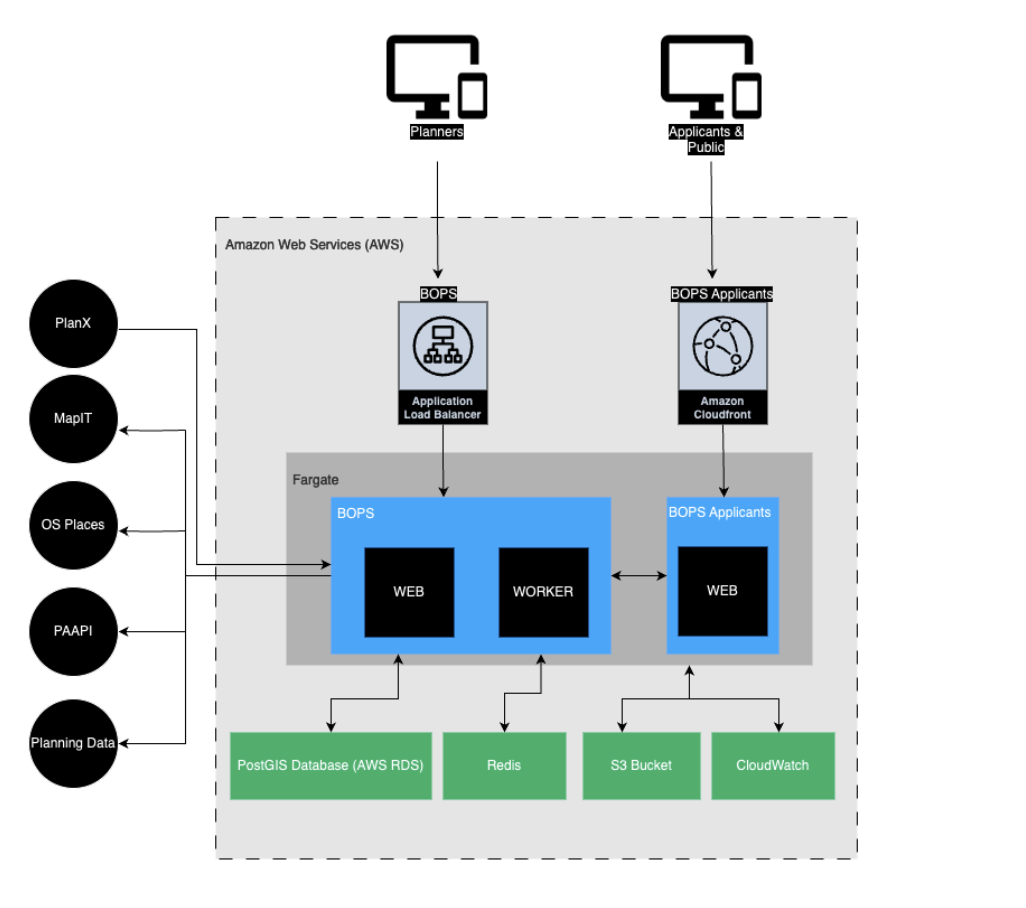 Planners
Applicants &
Public
Amazon Web Services (AWS)
BOPS
BOPS Applicants
Application
Load Balancer
Amazon
Cloudfront
PlanX
MapIT
OS Places
PAAPI
Planning Data
Fargate
BOPS
BOPS Applicants
WEB
WORKER
WEB
PostGIS Database (AWS RDS)
Redis
S3 Bucket
CloudWatch